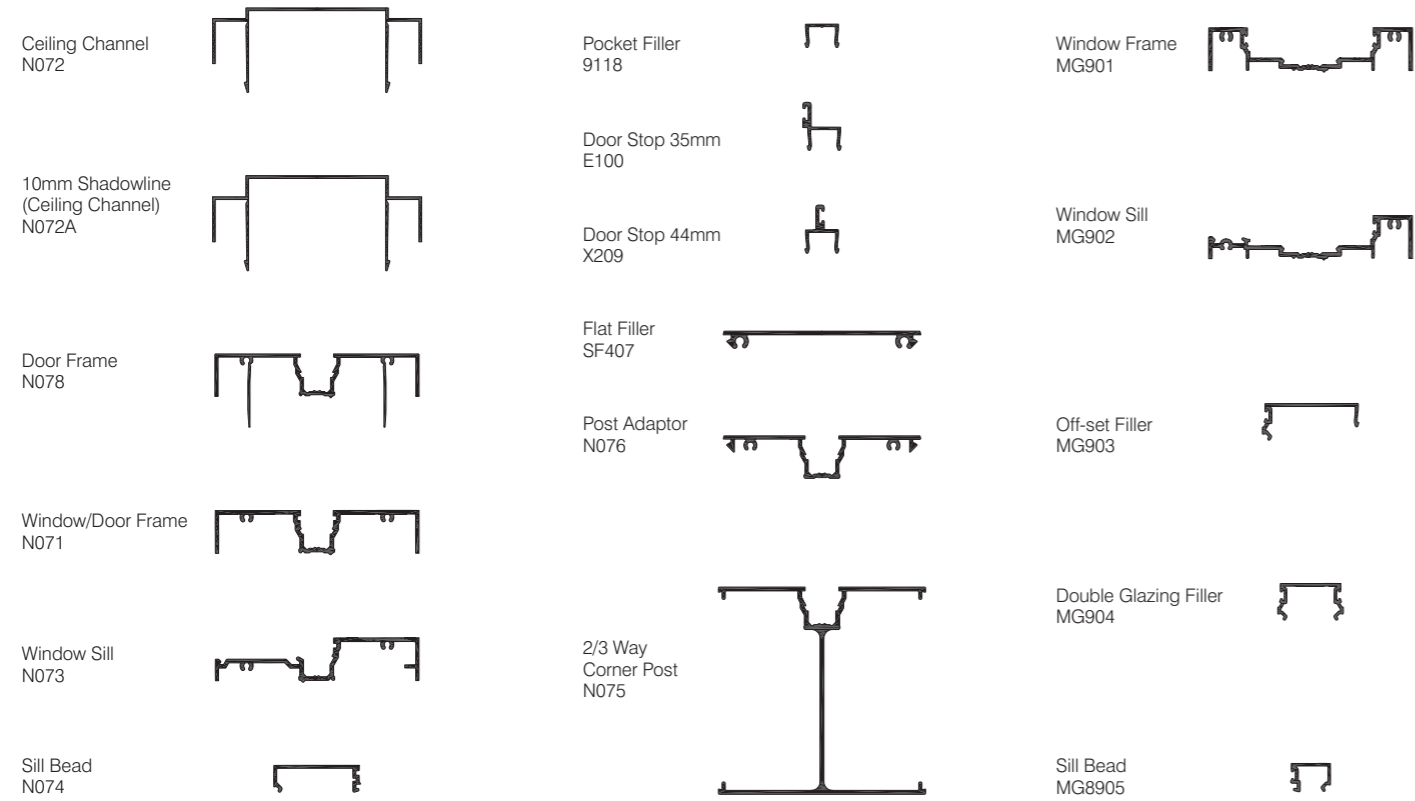 Ceiling Channel
N072
10mm Shadowline
(Ceiling Channel)
N072A
Door Frame
N078
Window/Door Frame
N071
Window Sill
N073
Sill Bead
N074
Pocket Filler
9118
Door Stop 35mm
E100
Door Stop 44mm
X209
Flat Filler
SF407
Post Adaptor
N076
2/3 Way
Corner Post
N075
Window Frame
MG901
Window Sill
MG902
Off-set Filler
MG903
Double Glazing Filler
MG904
Sill Bead
MG8905